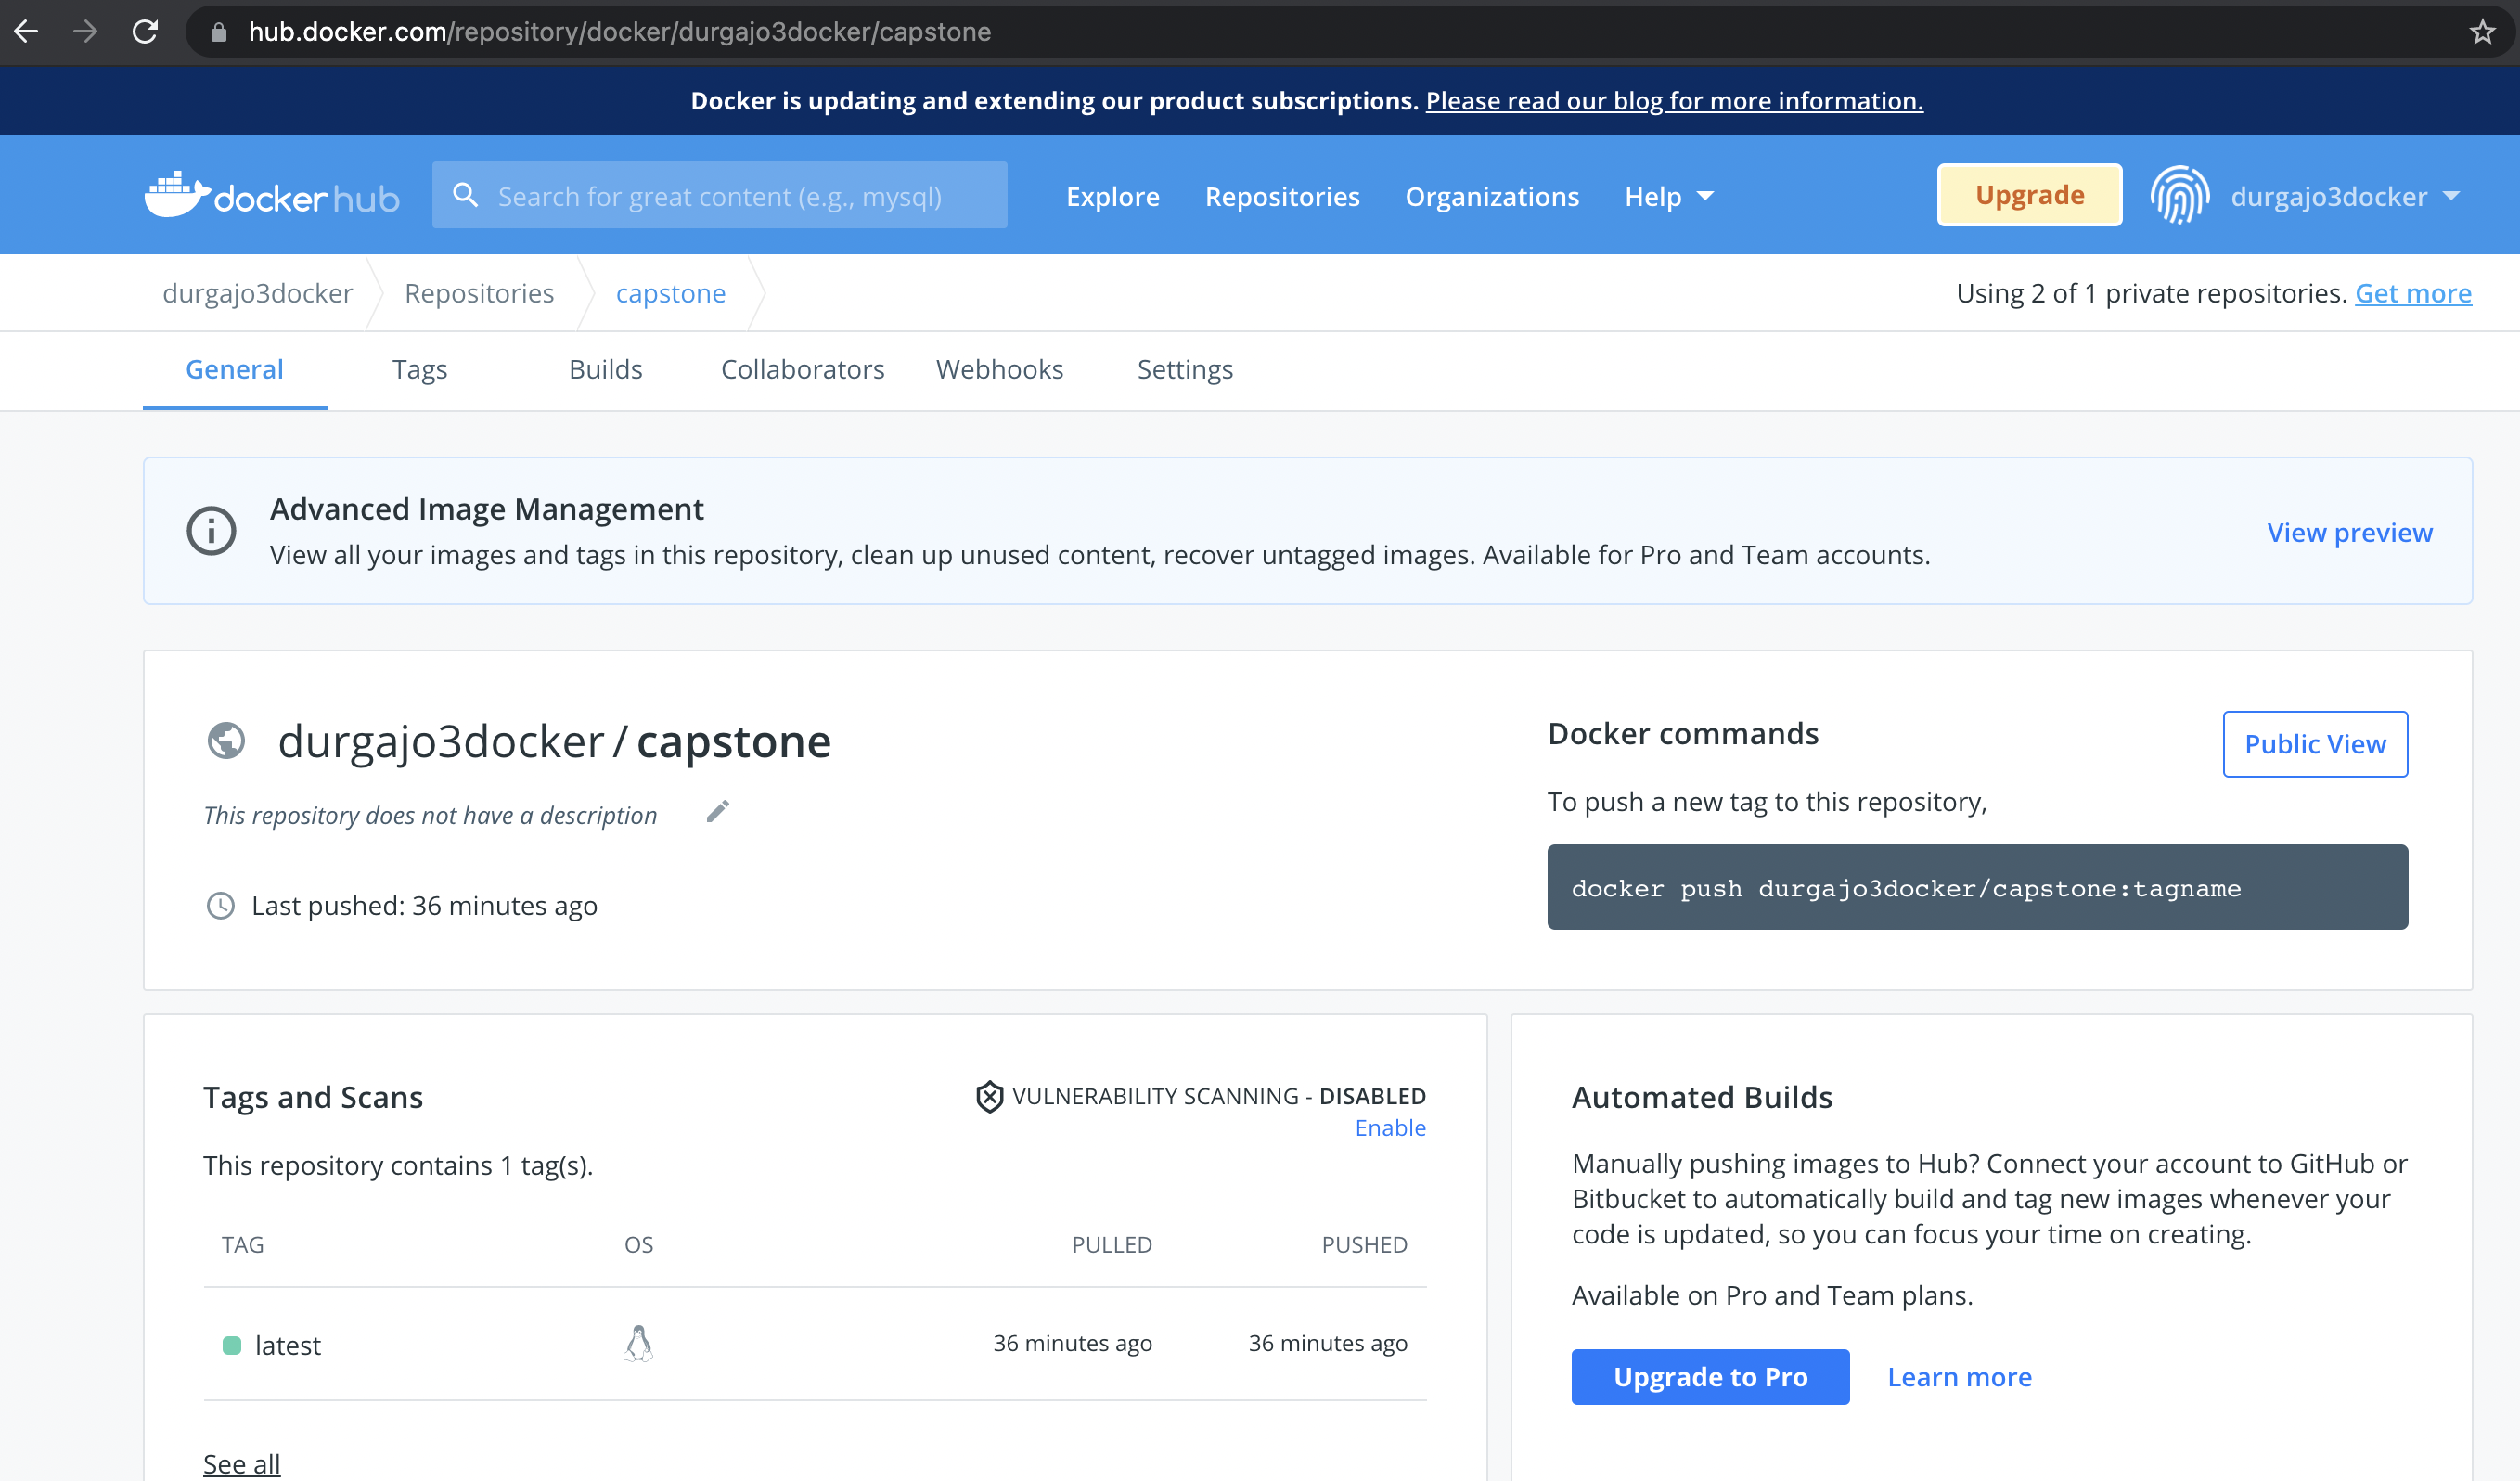 hub.docker.com/repository/docker/durgajo3docker/capstone
Docker is updating and extending our product subscriptions. Please read our blog for more information.
docker hub
Search for great content (e.g., mysql)
Explore
Repositories
Organizations
Help
Upgrade
durgajo3docker
durgajo3docker
Repositories
capstone
Using 2 of 1 private repositories. Get more
General
Tags
Builds
Collaborators
Webhooks
Settings
Advanced Image Management
View all your images and tags in this repository, clean up unused content, recover untagged images. Available for Pro and Team accounts.
View preview
durgajo3docker / capstone
This repository does not have a description
Last pushed: 36 minutes ago
Docker commands
Public View
To push a new tag to this repository,
docker push durgajo3docker/capstone:tagname
Tags and Scans
VULNERABILITY SCANNING - DISABLED
Enable
This repository contains 1 tag(s).
TAG
OS
PULLED
PUSHED
latest
36 minutes ago
36 minutes ago
See all
Automated Builds
Manually pushing images to Hub? Connect your account to GitHub or
Bitbucket to automatically build and tag new images whenever your
code is updated, so you can focus your time on creating.
Available on Pro and Team plans.
Upgrade to Pro
Learn more